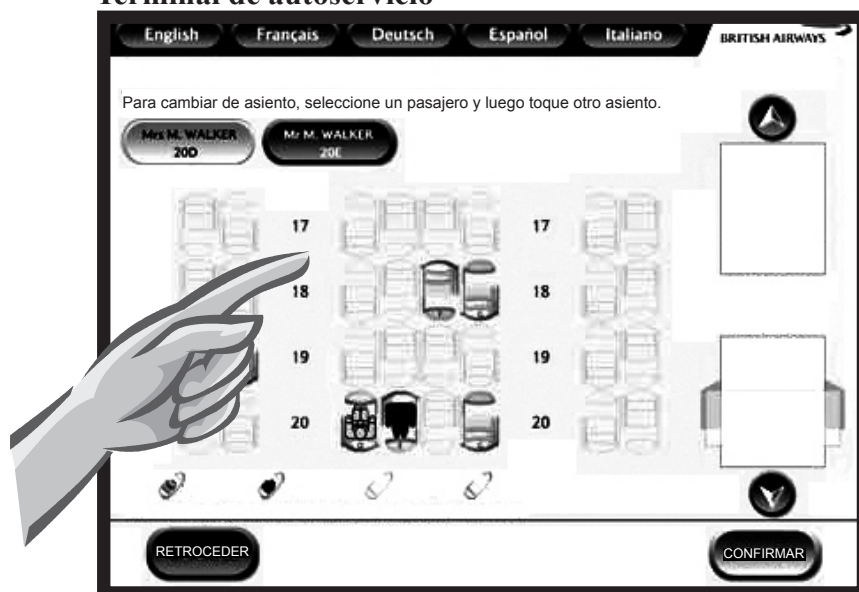 Terminal de autoservicio
English Français Deutsch Español Italiano BRITISH AIRWAYS
Para cambiar de asiento, seleccione un pasajero y luego toque otro asiento.
Mrs M. WALKER Mr M. WALKER
20D 20E
17 17
18 18
19 19
20 20
RETROCEDER CONFIRMAR